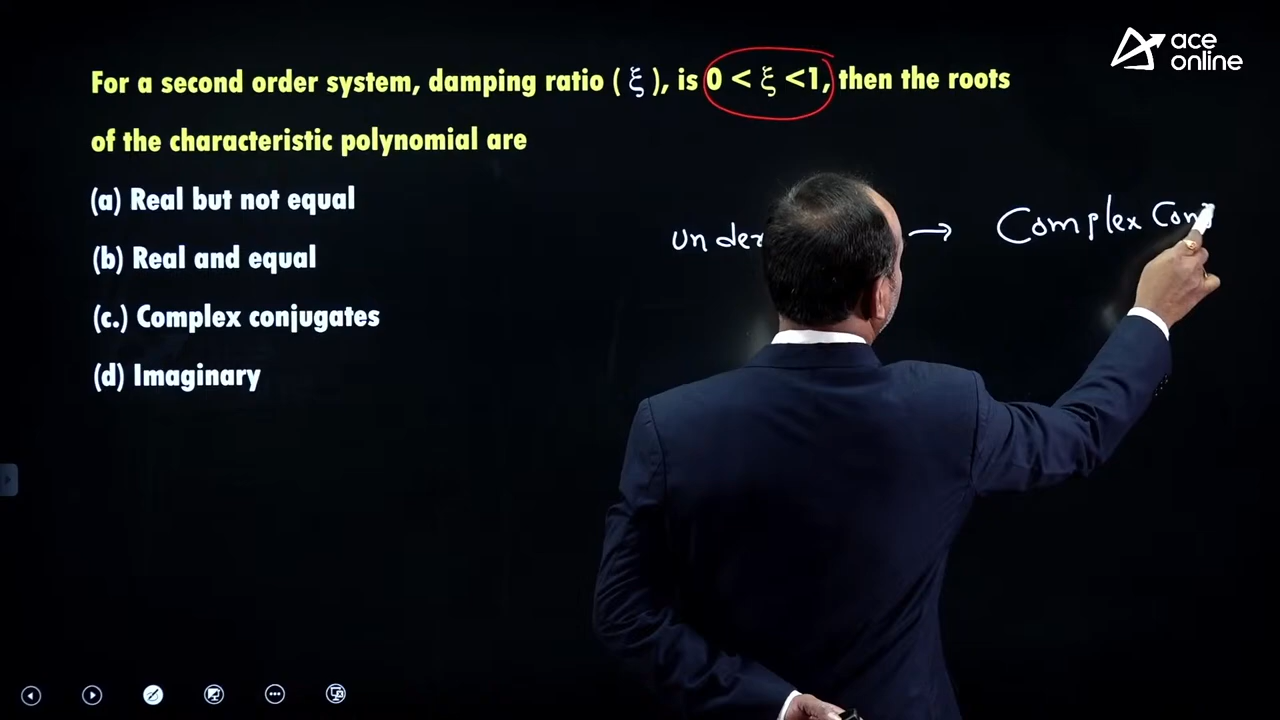 ace
online
For a second order system, damping ratio ( ξ ), is 0 < ξ <1, then the roots
of the characteristic polynomial are
(a) Real but not equal
(b) Real and equal
(c.) Complex conjugates
(d) Imaginary
under → Complex